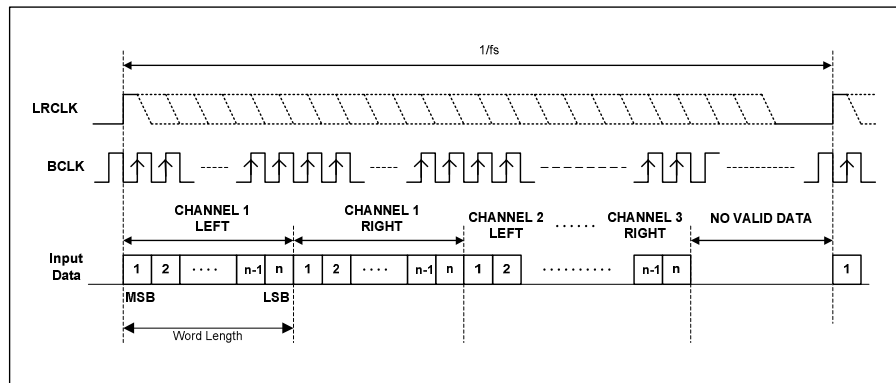 1/fs
LRCLK
BCLK
CHANNEL 1
LEFT
CHANNEL 1
RIGHT
CHANNEL 2
LEFT
CHANNEL 3
RIGHT
NO VALID DATA
Input
Data
1 2 n-1 n 1 2 n-1 n 1 2 n-1 n 1
MSB LSB
Word Length